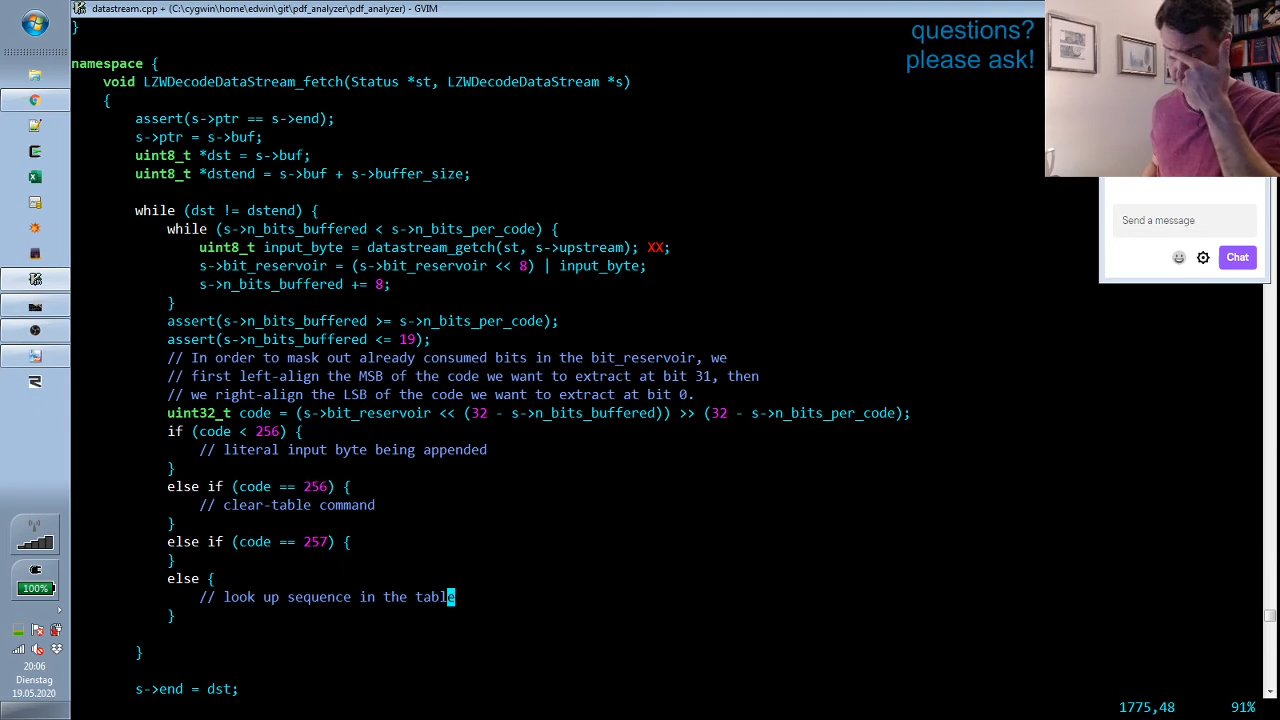 datastream.cpp + (C:\cygwin\home\edwin\git\pdf_analyzer\pdf_analyzer) - GVIM
questions?
please ask!
}
namespace {
void LZWDecodeDataStream_fetch(Status *st, LZWDecodeDataStream *s)
{
assert(s->ptr == s->end);
s->ptr = s->buf;
uint8_t *dst = s->buf;
uint8_t *dstend = s->buf + s->buffer_size;
while (dst != dstend) {
while (s->n_bits_buffered < s->n_bits_per_code) {
uint8_t input_byte = datastream_getch(st, s->upstream); XX;
s->bit_reservoir = (s->bit_reservoir << 8) | input_byte;
s->n_bits_buffered += 8;
}
assert(s->n_bits_buffered >= s->n_bits_per_code);
assert(s->n_bits_buffered <= 19);
// In order to mask out already consumed bits in the bit_reservoir, we
// first left-align the MSB of the code we want to extract at bit 31, then
// we right-align the LSB of the code we want to extract at bit 0.
uint32_t code = (s->bit_reservoir << (32 - s->n_bits_buffered)) >> (32 - s->n_bits_per_code);
if (code < 256) {
// literal input byte being appended
}
else if (code == 256) {
// clear-table command
}
else if (code == 257) {
}
else {
// look up sequence in the table
}
}
s->end = dst;
1775,48 91%
Send a message
Chat
100%
20:06
Dienstag
19.05.2020